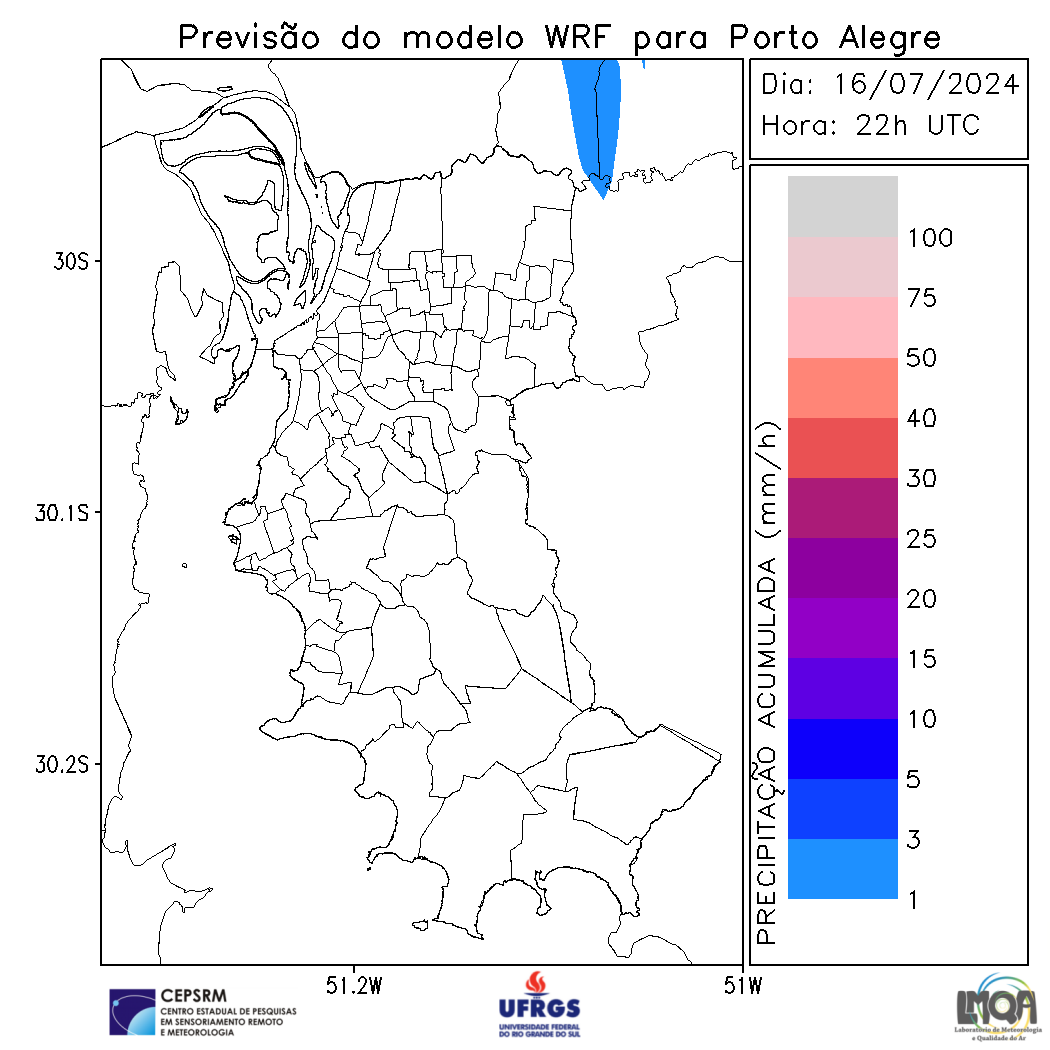 Previsão do modelo WRF para Porto Alegre
Dia: 16/07/2024
Hora: 22h UTC
30S
30.1S
30.2S
51.2W
51W
PRECIPITAÇÃO ACUMULADA (mm/h)
100
75
50
40
30
25
20
15
10
5
3
1
CEPSRM
CENTRO ESTADUAL DE PESQUISAS
EM SENSORIAMENTO REMOTO
E METEOROLOGIA
UFRGS
UNIVERSIDADE FEDERAL
DO RIO GRANDE DO SUL
LMQA
Laboratório de Meteorologia
e Qualidade do Ar